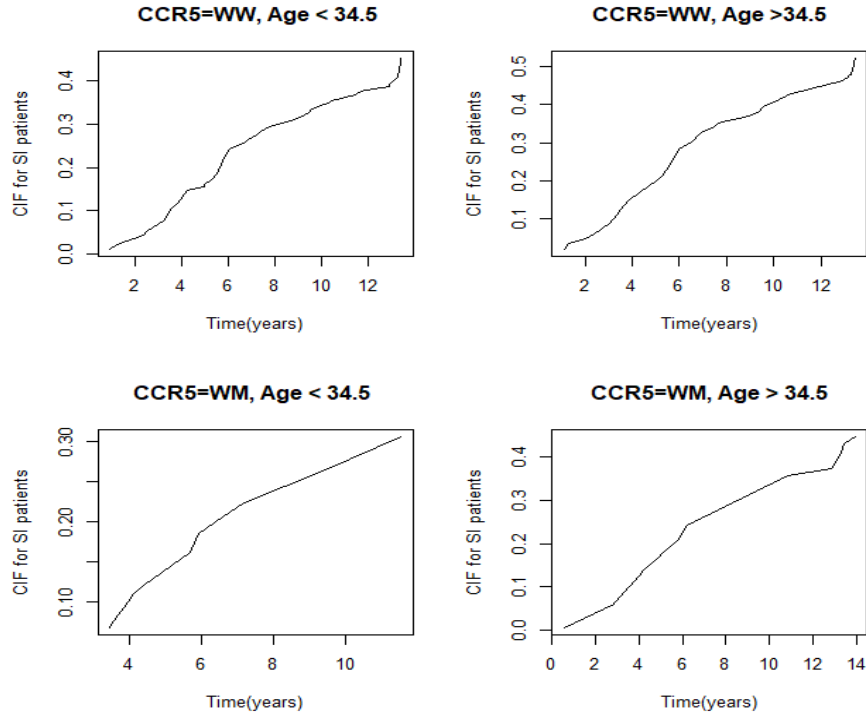 CCR5=WW, Age < 34.5
CIF for SI patients
0.0 0.1 0.2 0.3 0.4
2 4 6 8 10 12
Time(years)
CCR5=WW, Age >34.5
CIF for SI patients
0.1 0.2 0.3 0.4 0.5
2 4 6 8 10 12
Time(years)
CCR5=WM, Age < 34.5
CIF for SI patients
0.10 0.20 0.30
4 6 8 10
Time(years)
CCR5=WM, Age > 34.5
CIF for SI patients
0.0 0.1 0.2 0.3 0.4
0 2 4 6 8 10 12 14
Time(years)